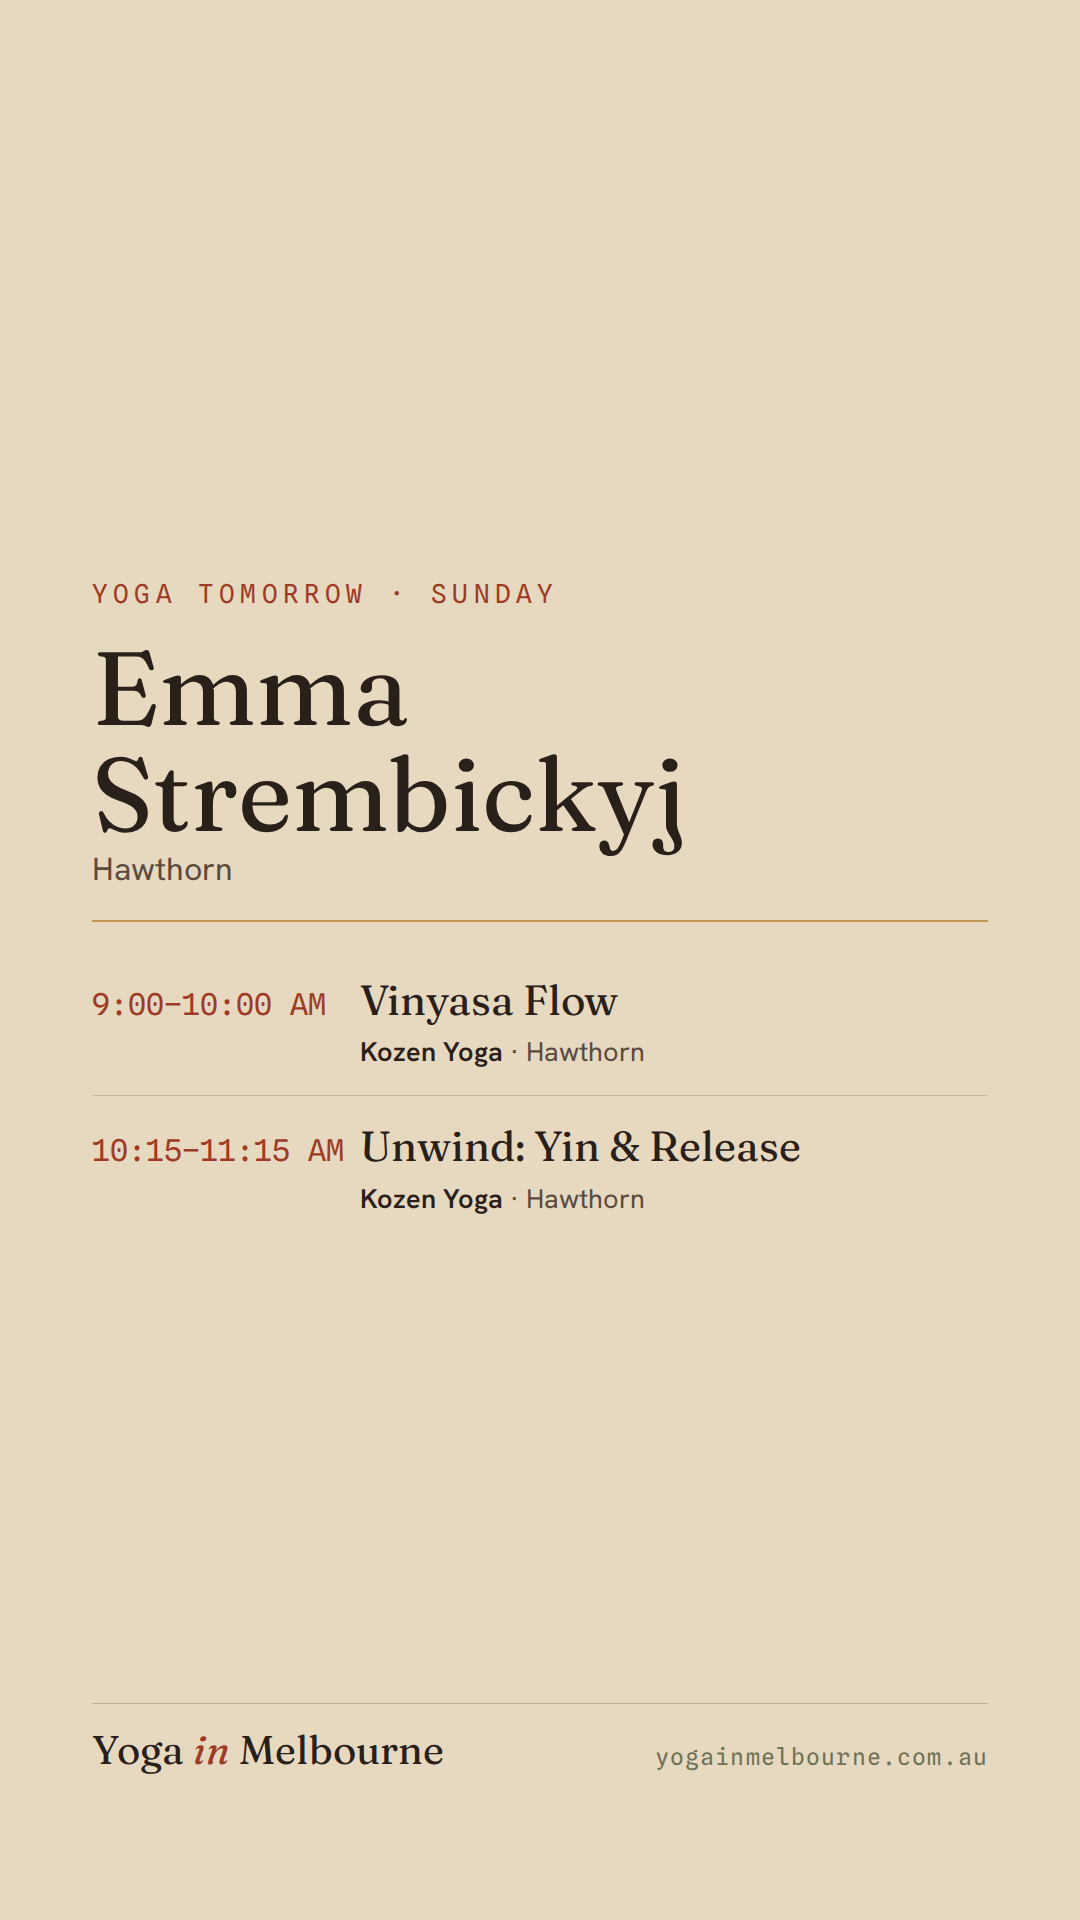 YOGA TOMORROW · SUNDAY
Emma
Strembickyj
Hawthorn
9:00–10:00 AM Vinyasa Flow
Kozen Yoga · Hawthorn
10:15–11:15 AM Unwind: Yin & Release
Kozen Yoga · Hawthorn
Yoga in Melbourne yogainmelbourne.com.au